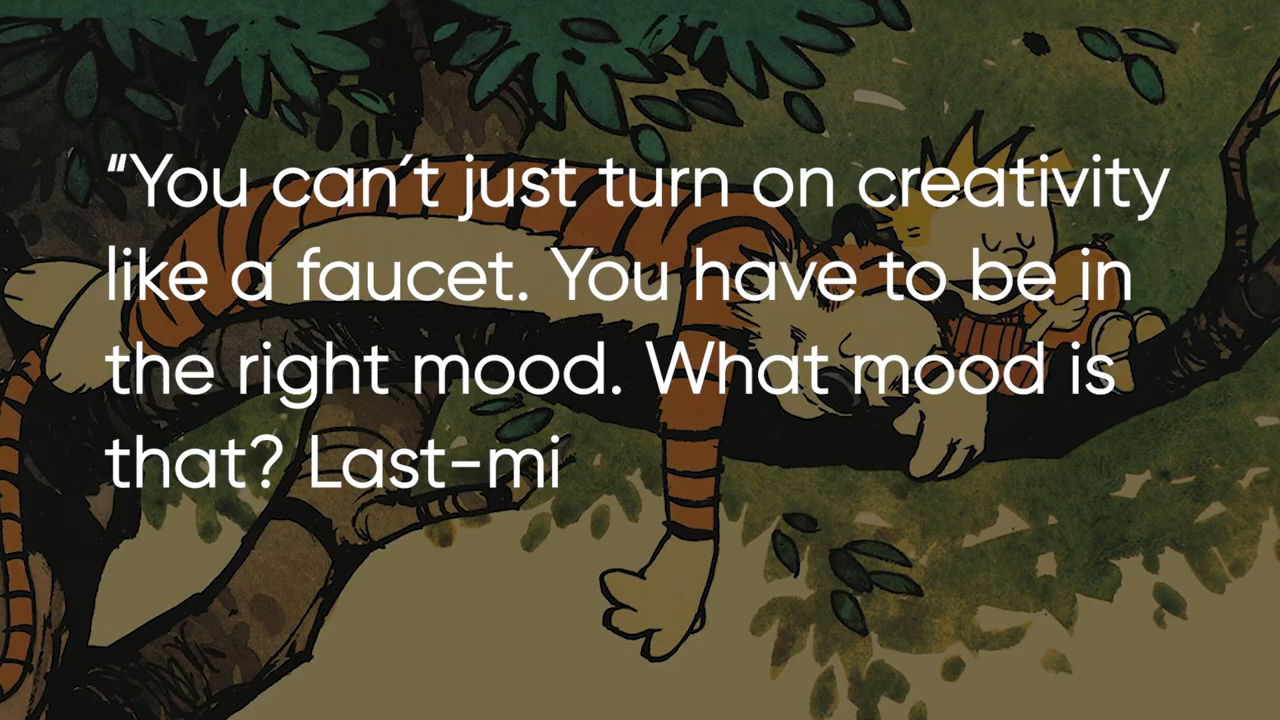 “You can´t just turn on creativity
like a faucet. You have to be in
the right mood. What mood is
that? Last-mi